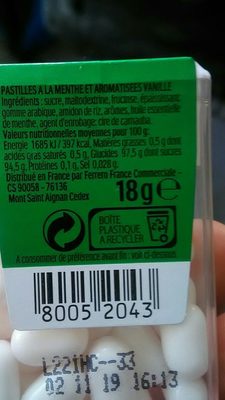 PASTILLES A LA MENTHE ET AROMATISEES VANILLE
Ingrédients : sucre, maltodextrine, fructose, épaississant
gomme arabique, amidon de riz, arômes, huile essentielle
de menthe, agent d'enrobage: cire de carnauba.
Valeurs nutritionnelles moyennes pour 100 g:
Energie 1685 kJ / 397 kcal, Matières grasses 0,5 g dont
acides gras saturés 0,5 g, Glucides 97,5 g dont sucres
94,5 g, Protéines 0,1 g, Sel 0,028 g.
Distribué en France par Ferrero France Commerciale -
CS 90058 - 76136
Mont Saint Aignan Cedex
18 g e
BOÎTE
PLASTIQUE
A RECYCLER
A consommer de préférence avant fin : voir ci-dessous.
8005 2043
L221HC--33
02 11 19 16:13